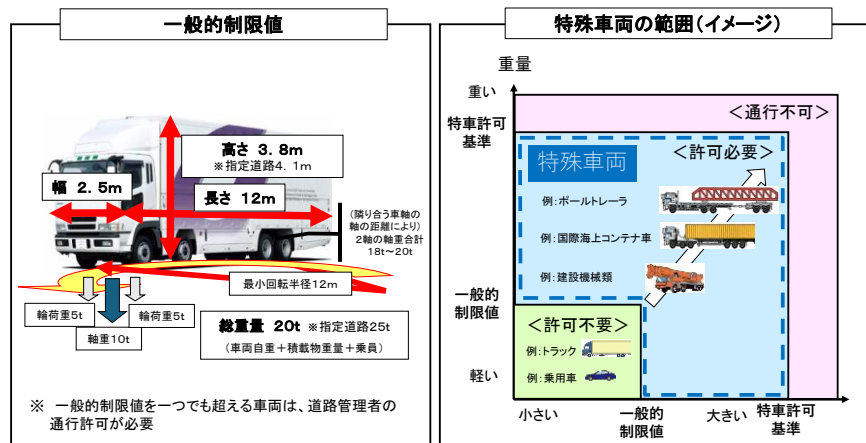 一般的制限値
高さ 3.8m
※指定道路4.1m
幅 2.5m
長さ 12m
(隣り合う車軸の
軸の距離により)
2軸の軸重合計
18t~20t
最小回転半径12m
輪荷重5t
輪荷重5t
軸重10t
総重量 20t ※指定道路25t
(車両自重+積載物重量+乗員)
※ 一般的制限値を一つでも超える車両は、道路管理者の
通行許可が必要
特殊車両の範囲(イメージ)
重量
重い
<通行不可>
特車許可
基準
特殊車両
<許可必要>
例:ポールトレーラ
例:国際海上コンテナ車
例:建設機械類
一般的
制限値
<許可不要>
例:トラック
例:乗用車
軽い
小さい
一般的
制限値
大きい
特車許可
基準